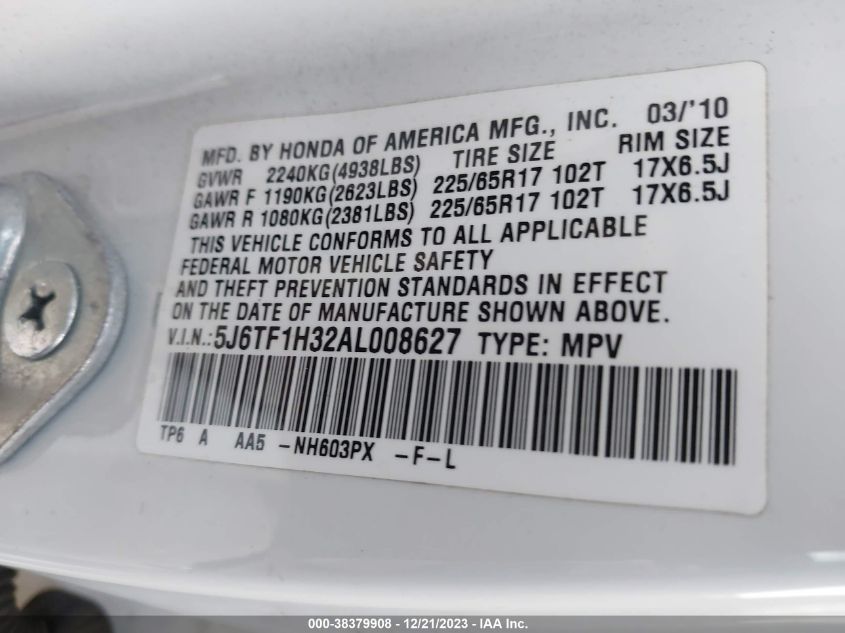 MFD. BY HONDA OF AMERICA MFG., INC. 03/'10
GVWR 2240KG(4938LBS) TIRE SIZE RIM SIZE
GAWR F 1190KG(2623LBS) 225/65R17 102T 17X6.5J
GAWR R 1080KG(2381LBS) 225/65R17 102T 17X6.5J
THIS VEHICLE CONFORMS TO ALL APPLICABLE
FEDERAL MOTOR VEHICLE SAFETY
AND THEFT PREVENTION STANDARDS IN EFFECT
ON THE DATE OF MANUFACTURE SHOWN ABOVE.
V.I.N.: 5J6TF1H32AL008627 TYPE: MPV
TP6 A AA5 -NH603PX -F-L
000-38379908 - 12/21/2023 - IAA Inc.